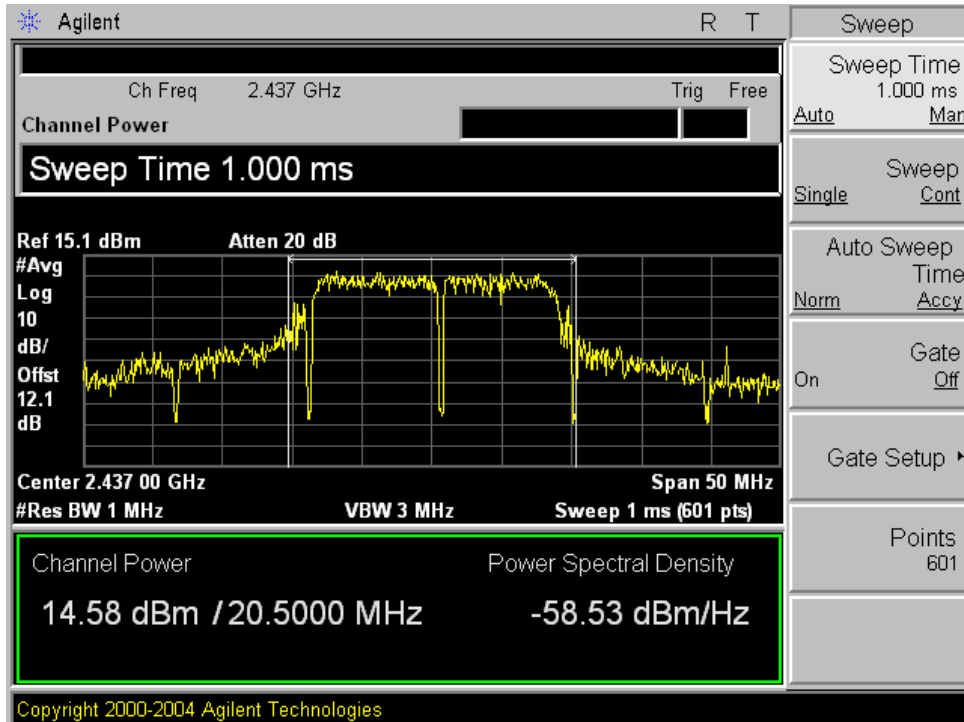 Agilent R T
Ch Freq 2.437 GHz Trig Free
Channel Power
Sweep Time 1.000 ms
Ref 15.1 dBm Atten 20 dB
#Avg
Log
10
dB/
Offst
12.1
dB
Center 2.437 00 GHz Span 50 MHz
#Res BW 1 MHz VBW 3 MHz Sweep 1 ms (601 pts)
Channel Power Power Spectral Density
14.58 dBm / 20.5000 MHz -58.53 dBm/Hz
Copyright 2000-2004 Agilent Technologies
Sweep
Sweep Time
1.000 ms
Auto Man
Sweep
Single Cont
Auto Sweep
Time
Norm Accy
Gate
On Off
Gate Setup
Points
601